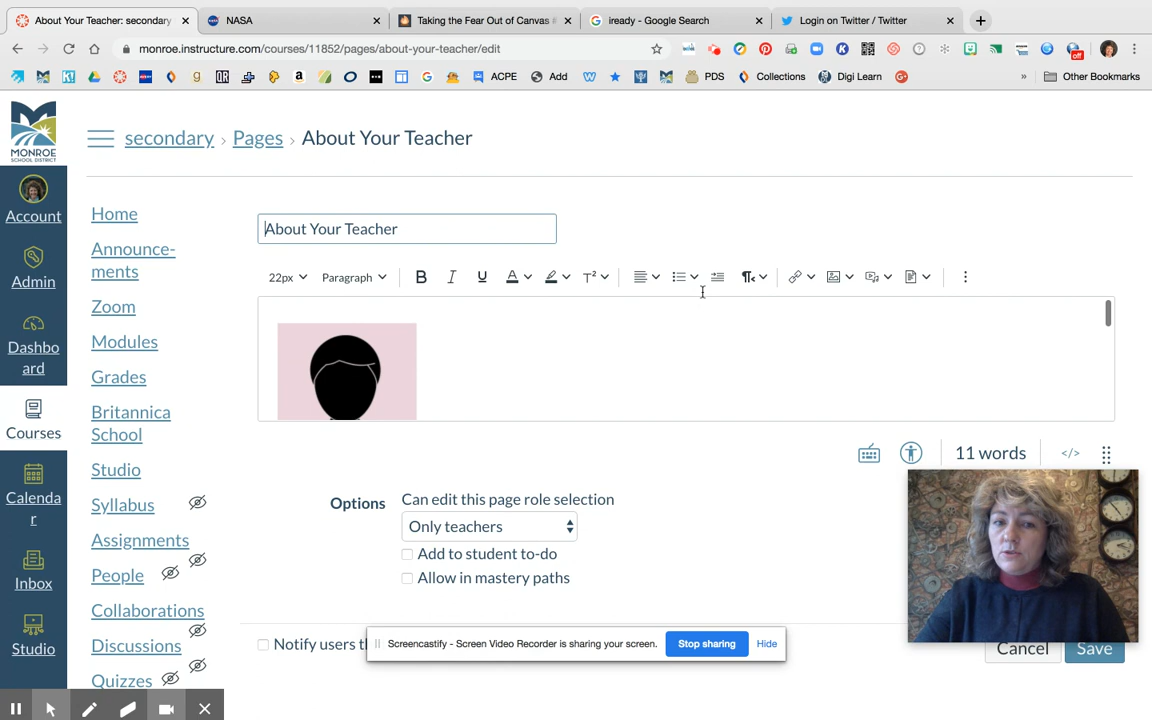 About Your Teacher: secondary
NASA
Taking the Fear Out of Canvas
iready - Google Search
Login on Twitter / Twitter
monroe.instructure.com/courses/11852/pages/about-your-teacher/edit
off
ACPE
Add
PDS
Collections
Digi Learn
»
Other Bookmarks
MONROE
SCHOOL DISTRICT
secondary › Pages › About Your Teacher
Account
Admin
Dashbo
ard
Courses
Calenda
r
Inbox
Studio
Home
Announce-
ments
Zoom
Modules
Grades
Britannica
School
Studio
Syllabus
Assignments
People
Collaborations
Discussions
Quizzes
About Your Teacher
22px
Paragraph
B I U A T²
11 words
</>
Options
Can edit this page role selection
Only teachers
Add to student to-do
Allow in mastery paths
Notify users t
Screencastify - Screen Video Recorder is sharing your screen.
Stop sharing
Hide
Cancel
Save